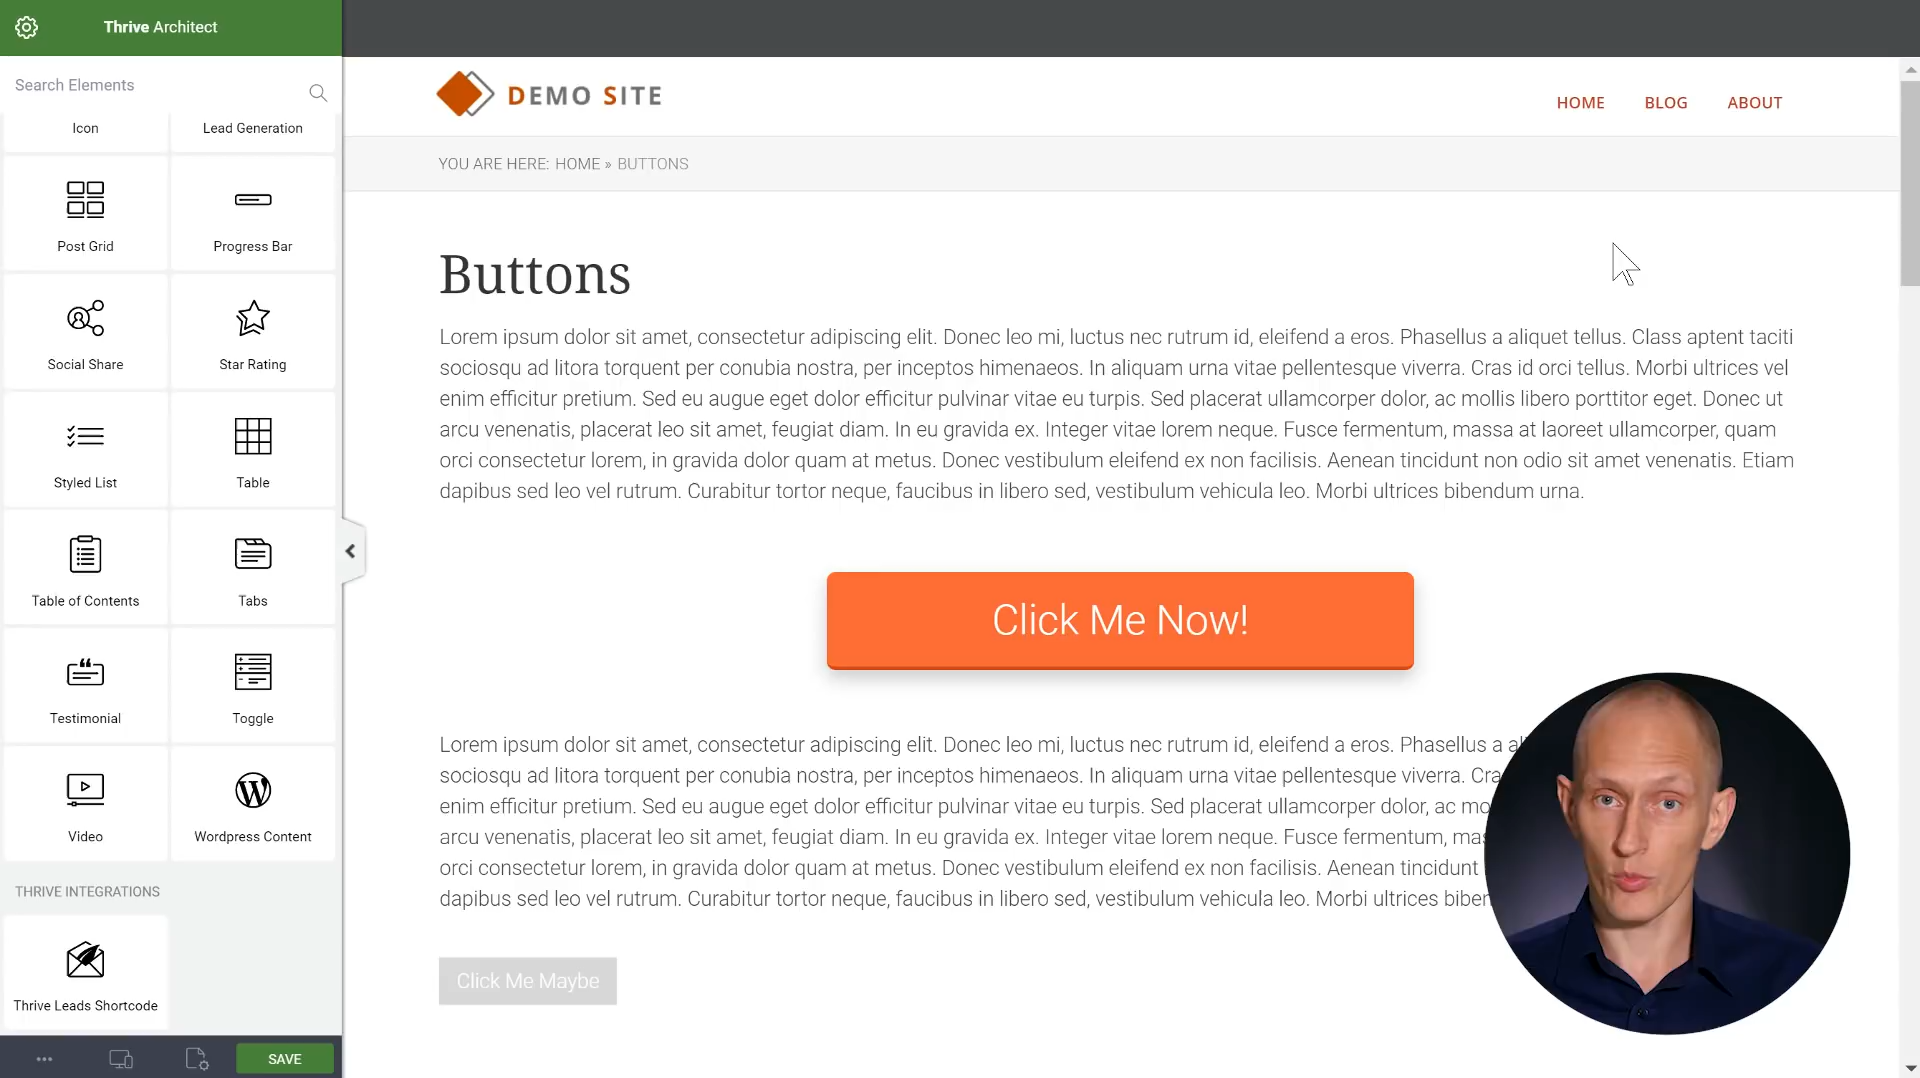 Thrive Architect
Search Elements
Icon
Lead Generation
Post Grid
Progress Bar
Social Share
Star Rating
Styled List
Table
Table of Contents
Tabs
Testimonial
Toggle
Video
Wordpress Content
THRIVE INTEGRATIONS
Thrive Leads Shortcode
SAVE
DEMO SITE
HOME
BLOG
ABOUT
YOU ARE HERE: HOME » BUTTONS
Buttons
Lorem ipsum dolor sit amet, consectetur adipiscing elit. Donec leo mi, luctus nec rutrum id, eleifend a eros. Phasellus a aliquet tellus. Class aptent taciti
sociosqu ad litora torquent per conubia nostra, per inceptos himenaeos. In aliquam urna vitae pellentesque viverra. Cras id orci tellus. Morbi ultrices vel
enim efficitur pretium. Sed eu augue eget dolor efficitur pulvinar vitae eu turpis. Sed placerat ullamcorper dolor, ac mollis libero porttitor eget. Donec ut
arcu venenatis, placerat leo sit amet, feugiat diam. In eu gravida ex. Integer vitae lorem neque. Fusce fermentum, massa at laoreet ullamcorper, quam
orci consectetur lorem, in gravida dolor quam at metus. Donec vestibulum eleifend ex non facilisis. Aenean tincidunt non odio sit amet venenatis. Etiam
dapibus sed leo vel rutrum. Curabitur tortor neque, faucibus in libero sed, vestibulum vehicula leo. Morbi ultrices bibendum urna.
Click Me Now!
Lorem ipsum dolor sit amet, consectetur adipiscing elit. Donec leo mi, luctus nec rutrum id, eleifend a eros. Phasellus a
sociosqu ad litora torquent per conubia nostra, per inceptos himenaeos. In aliquam urna vitae pellentesque viverra.
enim efficitur pretium. Sed eu augue eget dolor efficitur pulvinar vitae eu turpis. Sed placerat ullamcorper dolor, ac
arcu venenatis, placerat leo sit amet, feugiat diam. In eu gravida ex. Integer vitae lorem neque. Fusce fermentum,
orci consectetur lorem, in gravida dolor quam at metus. Donec vestibulum eleifend ex non facilisis. Aenean tincidunt
dapibus sed leo vel rutrum. Curabitur tortor neque, faucibus in libero sed, vestibulum vehicula leo. Morbi ultrices
Click Me Maybe